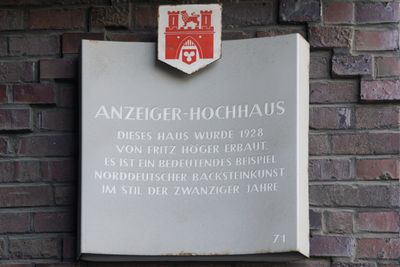 ANZEIGER-HOCHHAUS
DIESES HAUS WURDE 1928
VON FRITZ HÖGER ERBAUT.
ES IST EIN BEDEUTENDES BEISPIEL
NORDDEUTSCHER BACKSTEINKUNST
IM STIL DER ZWANZIGER JAHRE
71